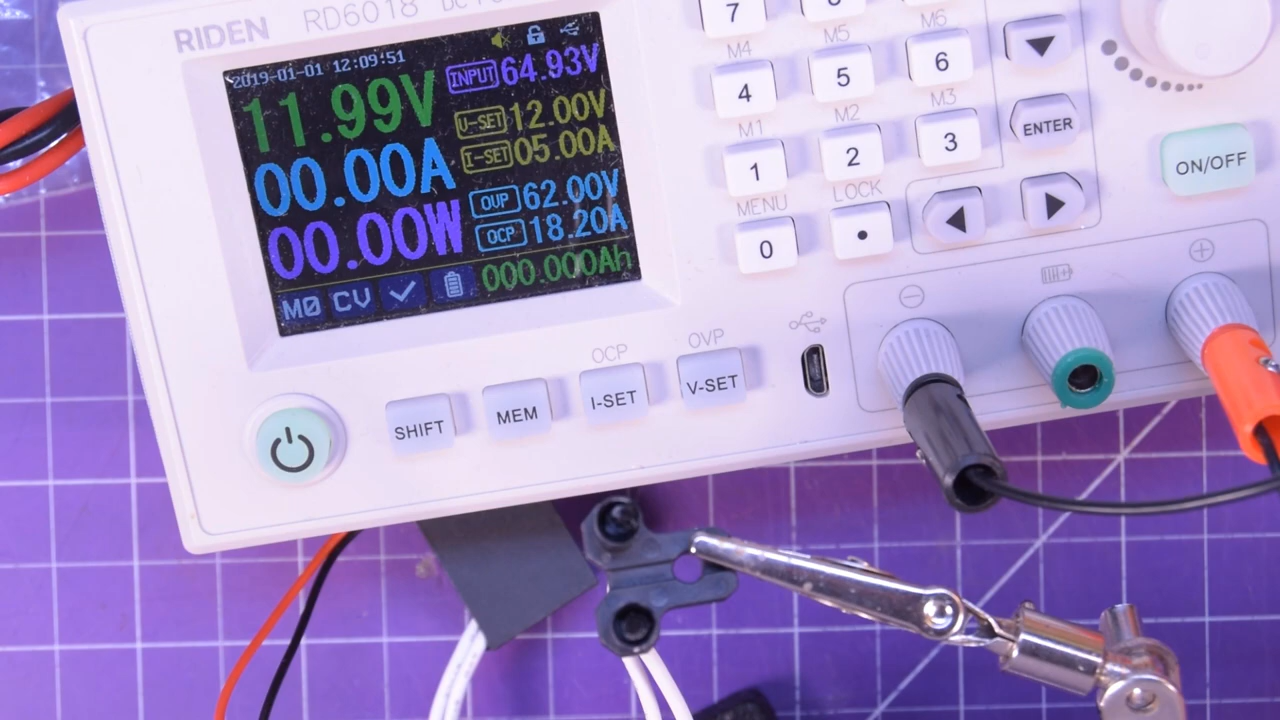 RIDEN RD6018
2019-01-01 12:09:51
11.99V
00.00A
00.00W
INPUT 64.93V
U-SET 12.00V
I-SET 05.00A
OVP 62.00V
OCP 18.20A
000.000Ah
M0 CV
7
M4 M5 M6
4 5 6
M1 M2 M3
1 2 3
MENU LOCK
0 •
ENTER
ON/OFF
OCP OVP
SHIFT MEM I-SET V-SET